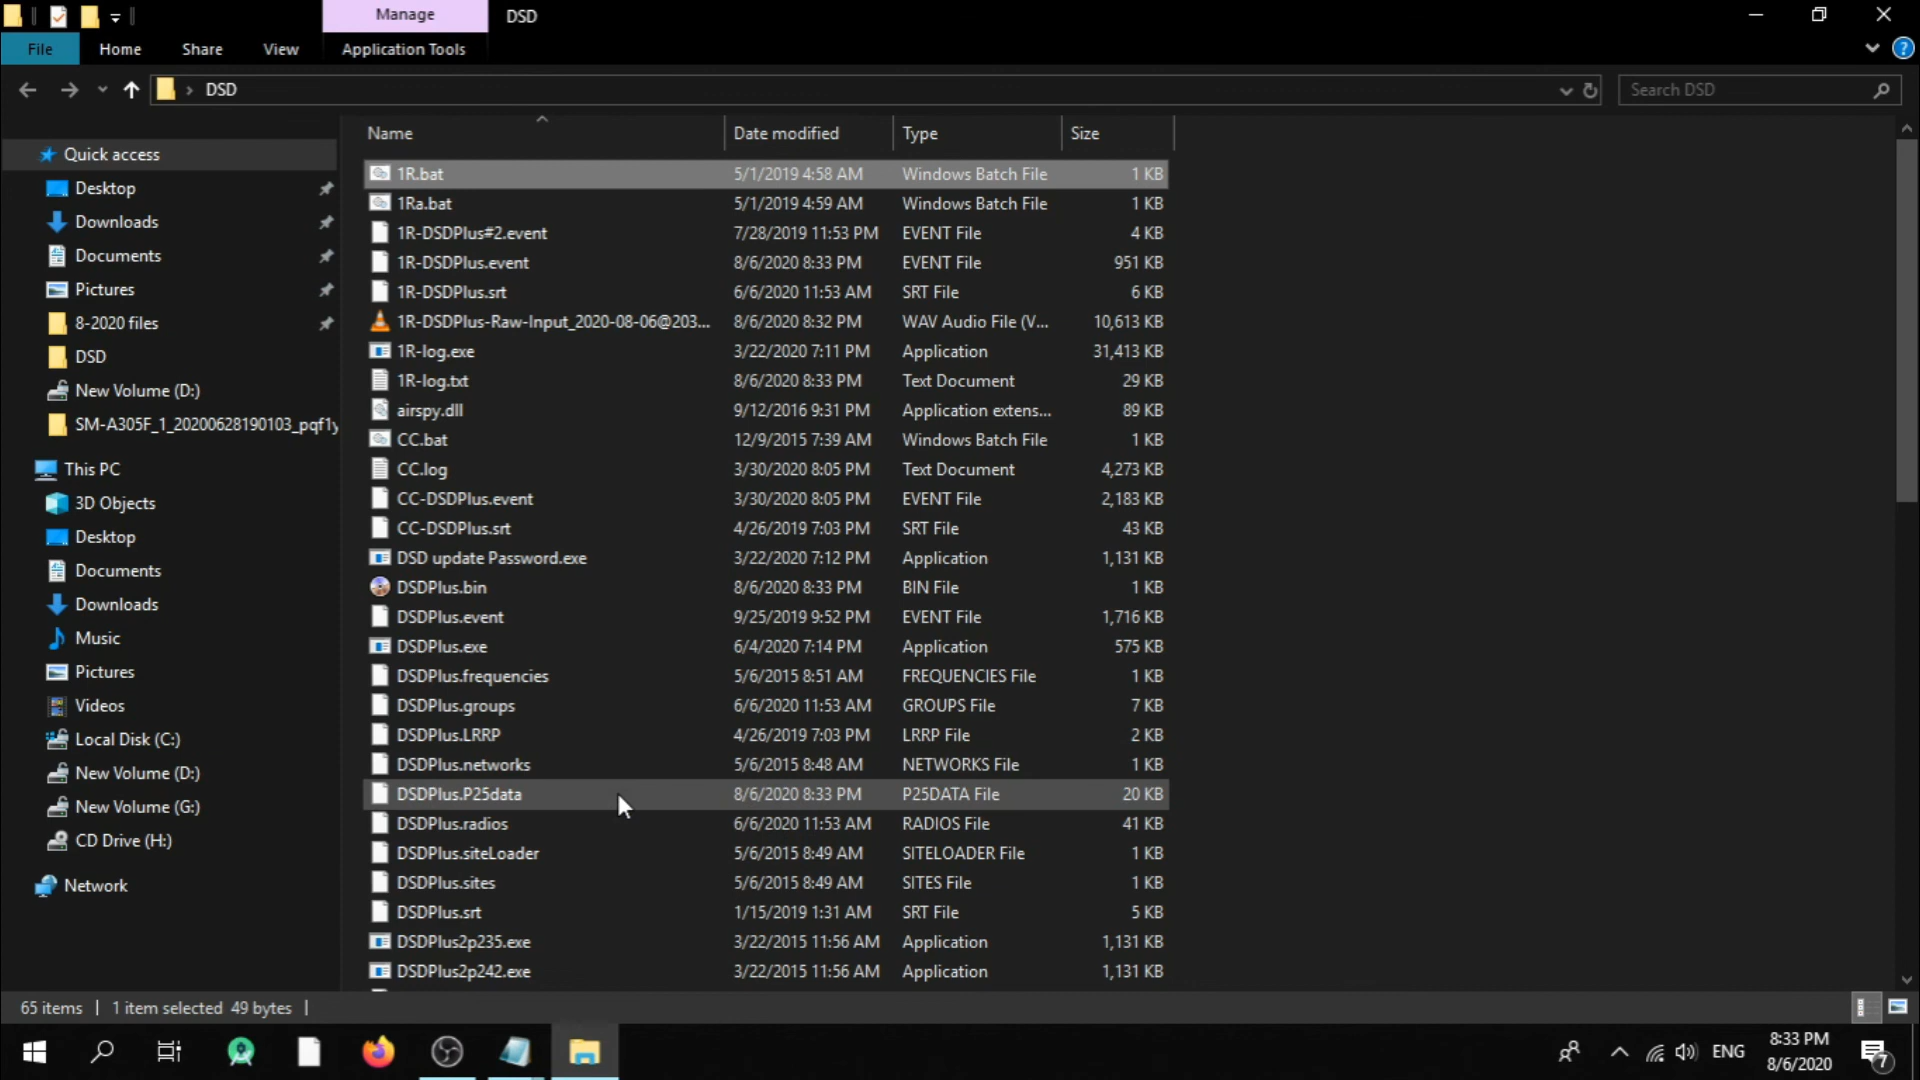 Manage
DSD
File
Home
Share
View
Application Tools
DSD
Search DSD
Name
Date modified
Type
Size
Quick access
Desktop
Downloads
Documents
Pictures
8-2020 files
DSD
New Volume (D:)
SM-A305F_1_20200628190103_pqf1y
This PC
3D Objects
Desktop
Documents
Downloads
Music
Pictures
Videos
Local Disk (C:)
New Volume (D:)
New Volume (G:)
CD Drive (H:)
Network
1R.bat 5/1/2019 4:58 AM Windows Batch File 1 KB
1Ra.bat 5/1/2019 4:59 AM Windows Batch File 1 KB
1R-DSDPlus#2.event 7/28/2019 11:53 PM EVENT File 4 KB
1R-DSDPlus.event 8/6/2020 8:33 PM EVENT File 951 KB
1R-DSDPlus.srt 6/6/2020 11:53 AM SRT File 6 KB
1R-DSDPlus-Raw-Input_2020-08-06@203... 8/6/2020 8:32 PM WAV Audio File (V... 10,613 KB
1R-log.exe 3/22/2020 7:11 PM Application 31,413 KB
1R-log.txt 8/6/2020 8:33 PM Text Document 29 KB
airspy.dll 9/12/2016 9:31 PM Application extens... 89 KB
CC.bat 12/9/2015 7:39 AM Windows Batch File 1 KB
CC.log 3/30/2020 8:05 PM Text Document 4,273 KB
CC-DSDPlus.event 3/30/2020 8:05 PM EVENT File 2,183 KB
CC-DSDPlus.srt 4/26/2019 7:03 PM SRT File 43 KB
DSD update Password.exe 3/22/2020 7:12 PM Application 1,131 KB
DSDPlus.bin 8/6/2020 8:33 PM BIN File 1 KB
DSDPlus.event 9/25/2019 9:52 PM EVENT File 1,716 KB
DSDPlus.exe 6/4/2020 7:14 PM Application 575 KB
DSDPlus.frequencies 5/6/2015 8:51 AM FREQUENCIES File 1 KB
DSDPlus.groups 6/6/2020 11:53 AM GROUPS File 7 KB
DSDPlus.LRRP 4/26/2019 7:03 PM LRRP File 2 KB
DSDPlus.networks 5/6/2015 8:48 AM NETWORKS File 1 KB
DSDPlus.P25data 8/6/2020 8:33 PM P25DATA File 20 KB
DSDPlus.radios 6/6/2020 11:53 AM RADIOS File 41 KB
DSDPlus.siteLoader 5/6/2015 8:49 AM SITELOADER File 1 KB
DSDPlus.sites 5/6/2015 8:49 AM SITES File 1 KB
DSDPlus.srt 1/15/2019 1:31 AM SRT File 5 KB
DSDPlus2p235.exe 3/22/2015 11:56 AM Application 1,131 KB
DSDPlus2p242.exe 3/22/2015 11:56 AM Application 1,131 KB
65 items
1 item selected 49 bytes
ENG
8:33 PM
8/6/2020
7